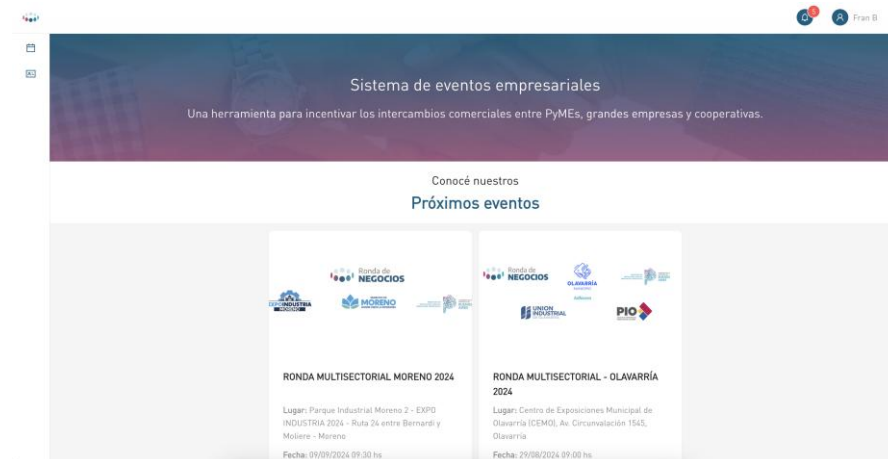 5
Fran B
Sistema de eventos empresariales
Una herramienta para incentivar los intercambios comerciales entre PyMEs, grandes empresas y cooperativas.
Conocé nuestros
Próximos eventos
Ronda de
NEGOCIOS
EXPOINDUSTRIA
MORENO
MORENO
Ronda de
NEGOCIOS
OLAVARRÍA
UNION
INDUSTRIAL
PIO
RONDA MULTISECTORIAL MORENO 2024
Lugar: Parque Industrial Moreno 2 - EXPO
INDUSTRIA 2024 - Ruta 24 entre Bernardi y
Moliere - Moreno
Fecha: 09/09/2024 09:30 hs
RONDA MULTISECTORIAL - OLAVARRÍA
2024
Lugar: Centro de Exposiciones Municipal de
Olavarría (CEMO), Av. Circunvalación 1545,
Olavarría
Fecha: 29/08/2024 09:00 hs